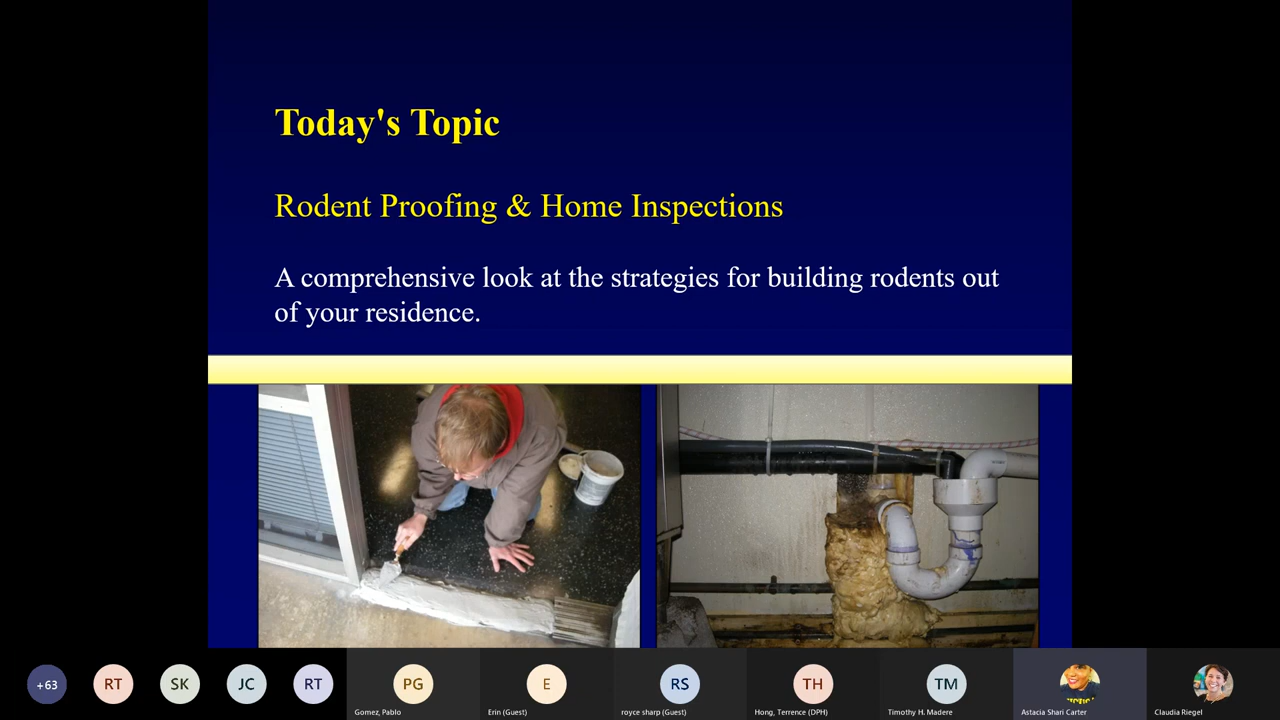 Today's Topic
Rodent Proofing & Home Inspections
A comprehensive look at the strategies for building rodents out
of your residence.
+63
RT
SK
JC
RT
PG
E
RS
TH
TM
Gomez, Pablo
Erin (Guest)
royce sharp (Guest)
Hong, Terrence (DPH)
Timothy H. Madere
Astacia Shari Carter
Claudia Riegel